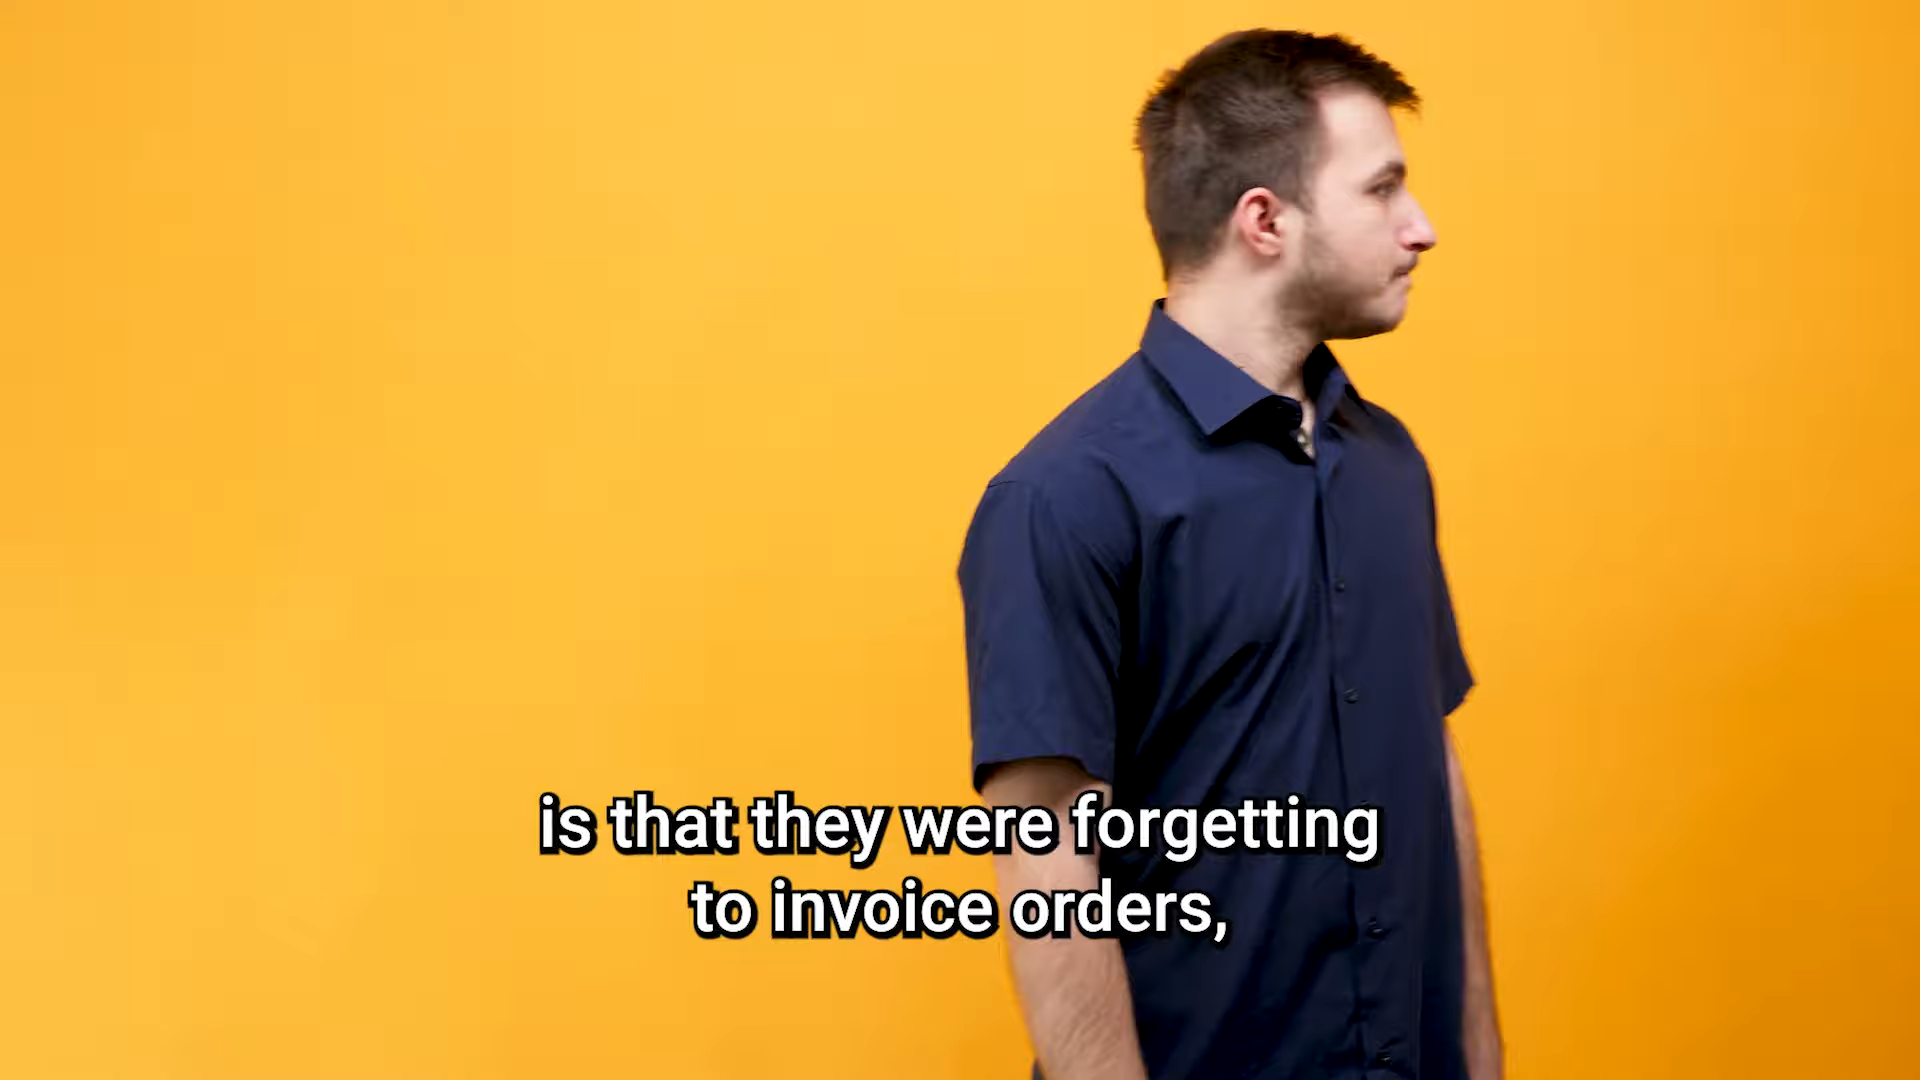 is that they were forgetting
to invoice orders,